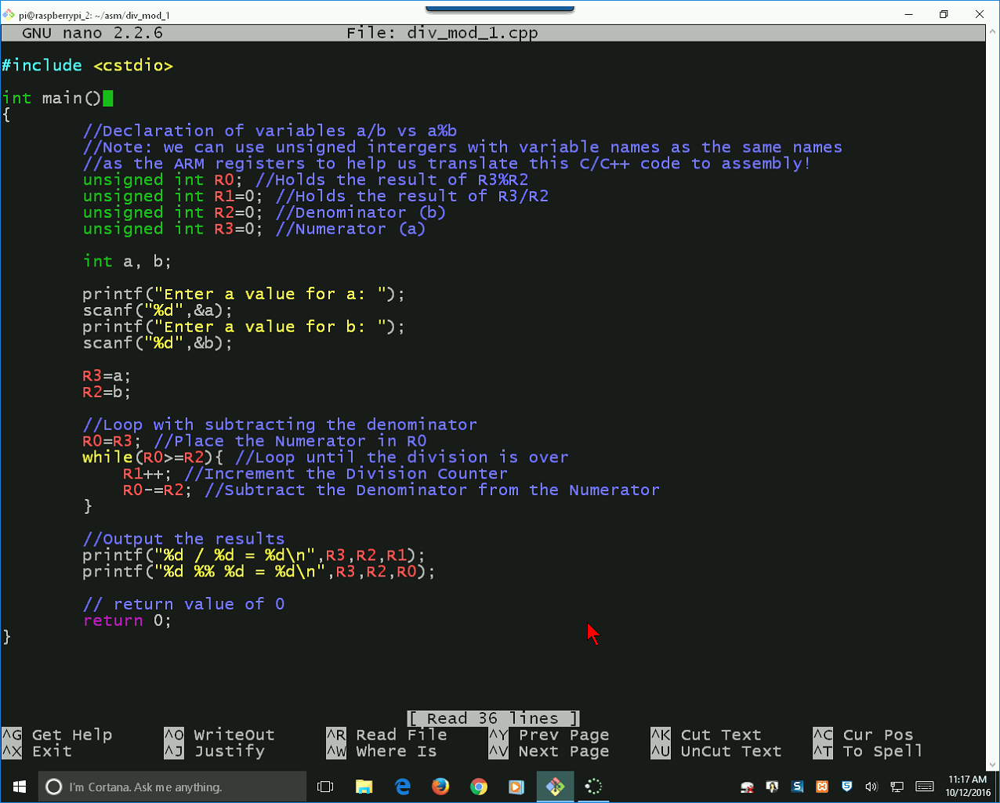 pi@raspberrypi_2: ~/asm/div_mod_1
GNU nano 2.2.6 File: div_mod_1.cpp
#include <cstdio>
int main()
{
//Declaration of variables a/b vs a%b
//Note: we can use unsigned intergers with variable names as the same names
//as the ARM registers to help us translate this C/C++ code to assembly!
unsigned int R0; //Holds the result of R3%R2
unsigned int R1=0; //Holds the result of R3/R2
unsigned int R2=0; //Denominator (b)
unsigned int R3=0; //Numerator (a)
int a, b;
printf("Enter a value for a: ");
scanf("%d",&a);
printf("Enter a value for b: ");
scanf("%d",&b);
R3=a;
R2=b;
//Loop with subtracting the denominator
R0=R3; //Place the Numerator in R0
while(R0>=R2){ //Loop until the division is over
R1++; //Increment the Division Counter
R0-=R2; //Subtract the Denominator from the Numerator
}
//Output the results
printf("%d / %d = %d\n",R3,R2,R1);
printf("%d %% %d = %d\n",R3,R2,R0);
// return value of 0
return 0;
}
[ Read 36 lines ]
^G Get Help ^O WriteOut ^R Read File ^Y Prev Page ^K Cut Text ^C Cur Pos
^X Exit ^J Justify ^W Where Is ^V Next Page ^U UnCut Text ^T To Spell
I'm Cortana. Ask me anything.
11:17 AM
10/12/2016